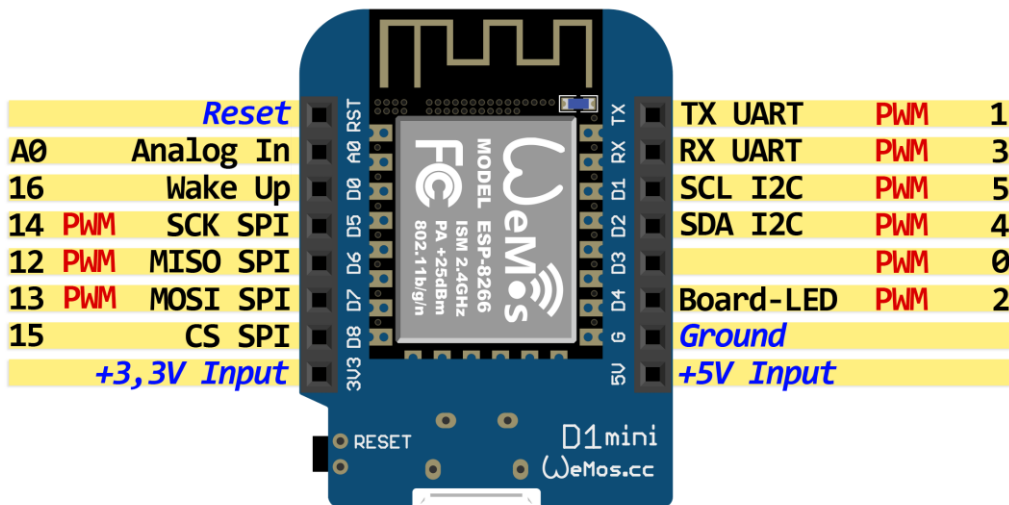 Reset RST TX TX UART PWM 1
A0 Analog In A0 RX RX UART PWM 3
16 Wake Up D0 D1 SCL I2C PWM 5
14 PWM SCK SPI D5 D2 SDA I2C PWM 4
12 PWM MISO SPI D6 D3 PWM 0
13 PWM MOSI SPI D7 D4 Board-LED PWM 2
15 CS SPI D8 G Ground
+3,3V Input 3V3 5V +5V Input
WeMos
MODEL ESP-8266
ISM 2.4GHz
PA +25dBm
802.11b/g/n
FC
RESET
D1mini
WeMos.cc